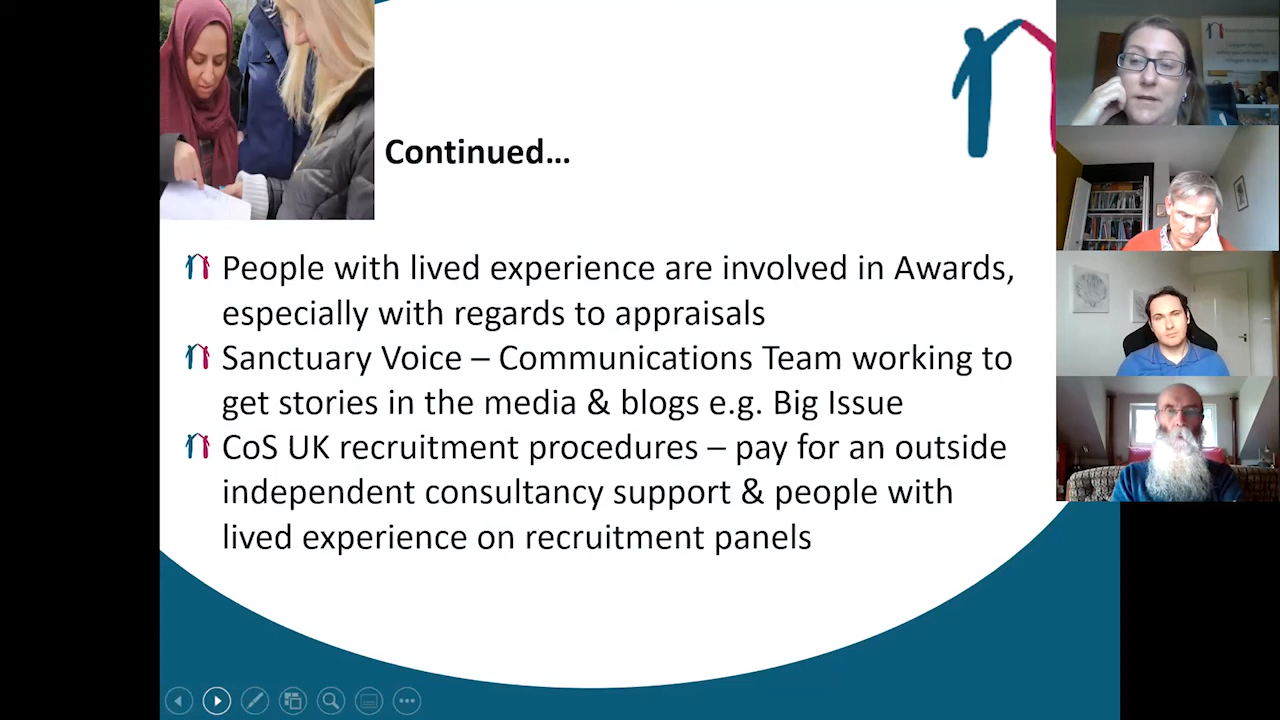 Continued...
People with lived experience are involved in Awards,
especially with regards to appraisals
Sanctuary Voice – Communications Team working to
get stories in the media & blogs e.g. Big Issue
CoS UK recruitment procedures – pay for an outside
independent consultancy support & people with
lived experience on recruitment panels